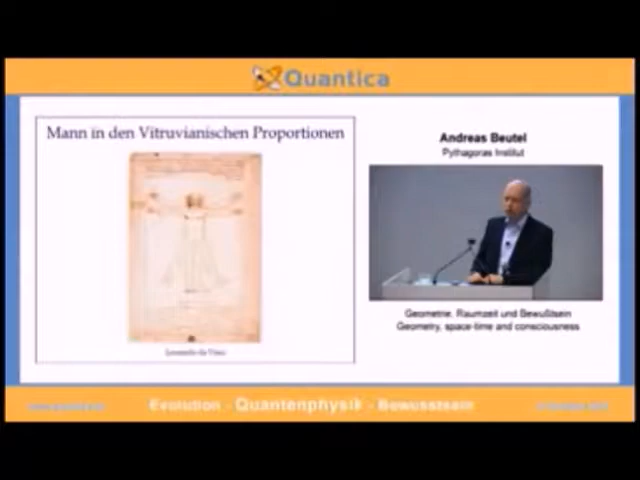 Quantica
Mann in den Vitruvianischen Proportionen
Leonardo da Vinci
Andreas Beutel
Pythagoras Institut
Geometrie, Raumzeit und Bewußtsein
Geometry, space-time and consciousness
Evolution - Quantenphysik - Bewusstsein